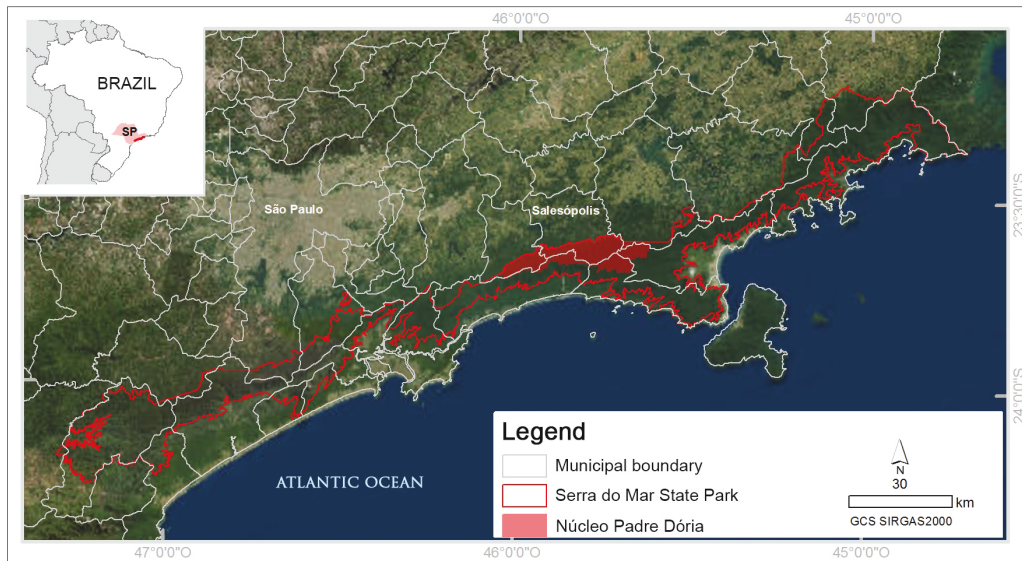 46°0'0"O
45°0'0"O
BRAZIL
SP
São Paulo
Salesópolis
23°30'0"S
24°0'0"S
ATLANTIC OCEAN
Legend
Municipal boundary
Serra do Mar State Park
Núcleo Padre Dória
N
30
km
GCS SIRGAS2000
47°0'0"O
46°0'0"O
45°0'0"O